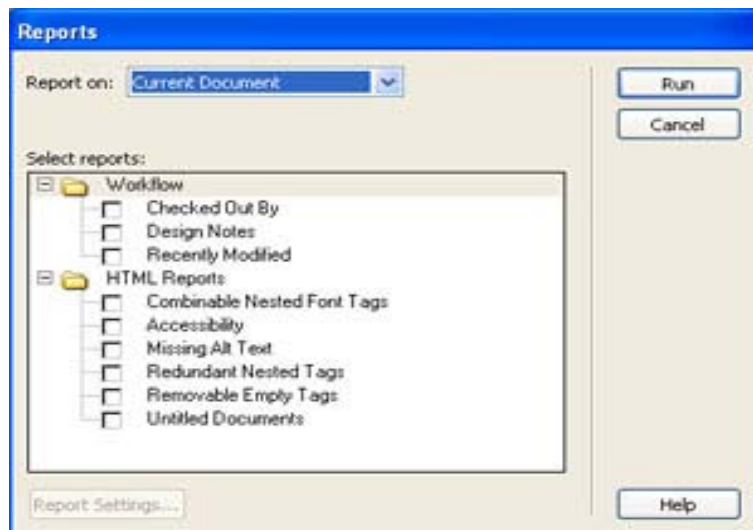 Reports
Report on: Current Document
Run
Cancel
Select reports:
Workflow
Checked Out By
Design Notes
Recently Modified
HTML Reports
Combinable Nested Font Tags
Accessibility
Missing Alt Text
Redundant Nested Tags
Removable Empty Tags
Untitled Documents
Report Settings...
Help